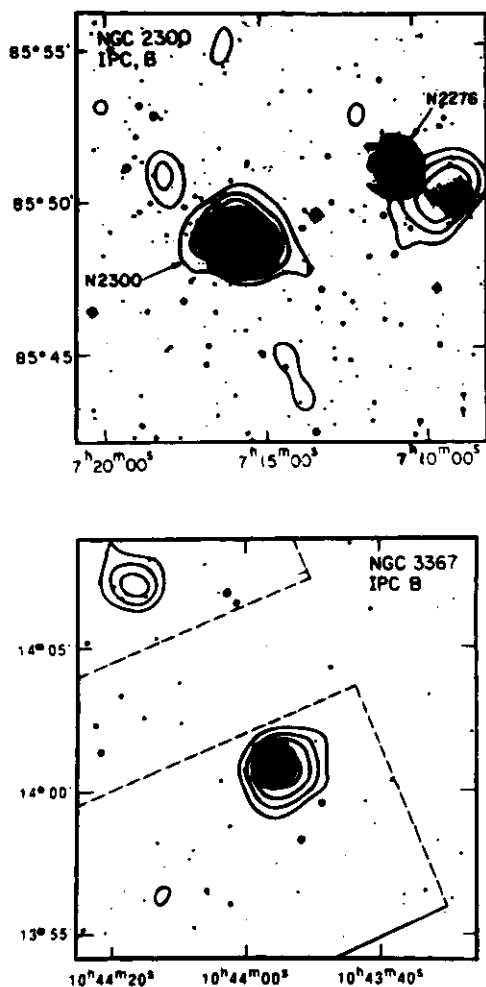 NGC 2300
IPC, B
N2276
N2300
85° 55'
85° 50'
85° 45'
7ʰ20ᵐ00ˢ 7ʰ15ᵐ00ˢ 7ʰ10ᵐ00ˢ
NGC 3367
IPC B
14° 05'
14° 00'
13° 55'
10ʰ44ᵐ20ˢ 10ʰ44ᵐ00ˢ 10ʰ43ᵐ40ˢ